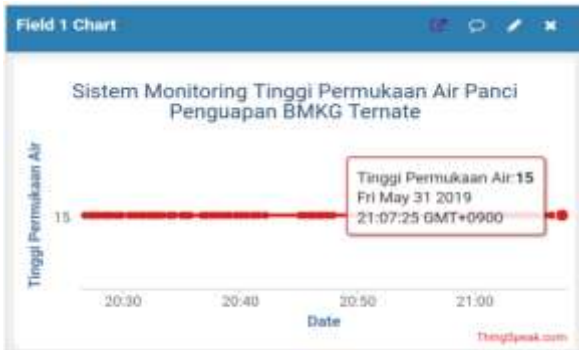 Field 1 Chart
Sistem Monitoring Tinggi Permukaan Air Panci
Penguapan BMKG Ternate
Tinggi Permukaan Air
15
Tinggi Permukaan Air:15
Fri May 31 2019
21:07:25 GMT+0900
20:30 20:40 20:50 21:00
Date
ThingSpeak.com